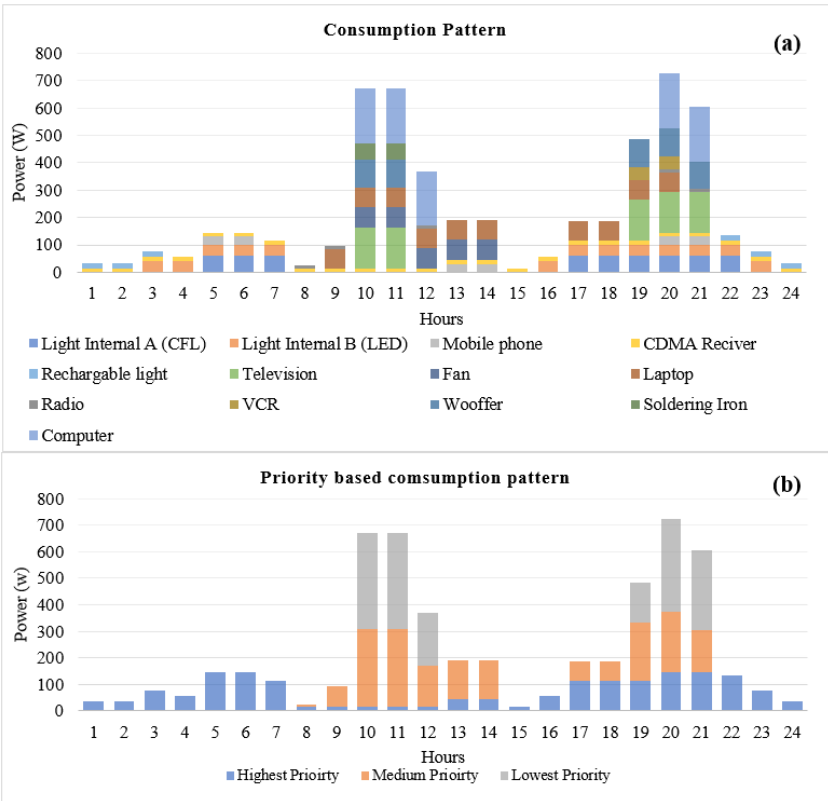 Consumption Pattern
(a)
800
700
600
500
400
300
200
100
0
Power (W)
1 2 3 4 5 6 7 8 9 10 11 12 13 14 15 16 17 18 19 20 21 22 23 24
Hours
Light Internal A (CFL) Light Internal B (LED) Mobile phone CDMA Reciver
Rechargable light Television Fan Laptop
Radio VCR Wooffer Soldering Iron
Computer
Priority based comsumption pattern
(b)
800
700
600
500
400
300
200
100
0
Power (w)
1 2 3 4 5 6 7 8 9 10 11 12 13 14 15 16 17 18 19 20 21 22 23 24
Hours
Highest Prioirty Medium Prioirty Lowest Priority